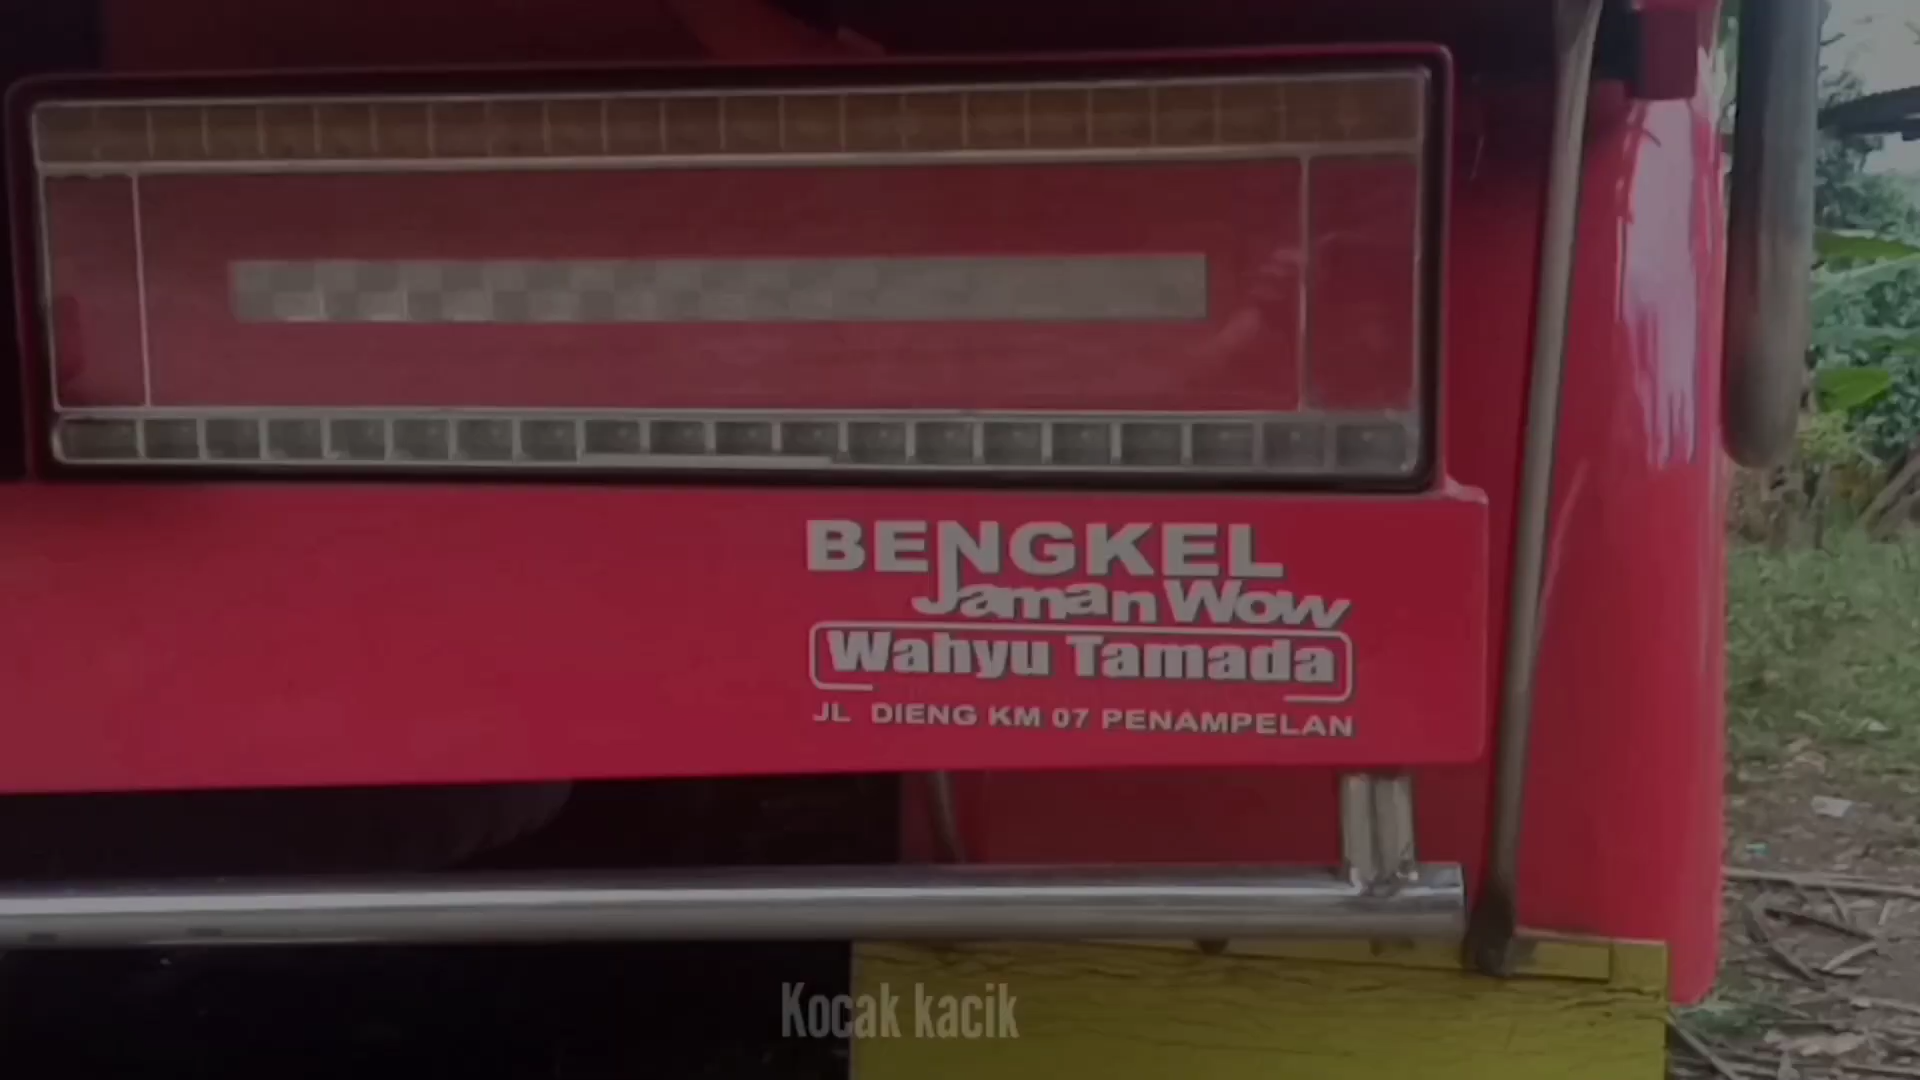 BENGKEL
Jaman Wow
Wahyu Tamada
JL DIENG KM 07 PENAMPELAN
Kocak kacik